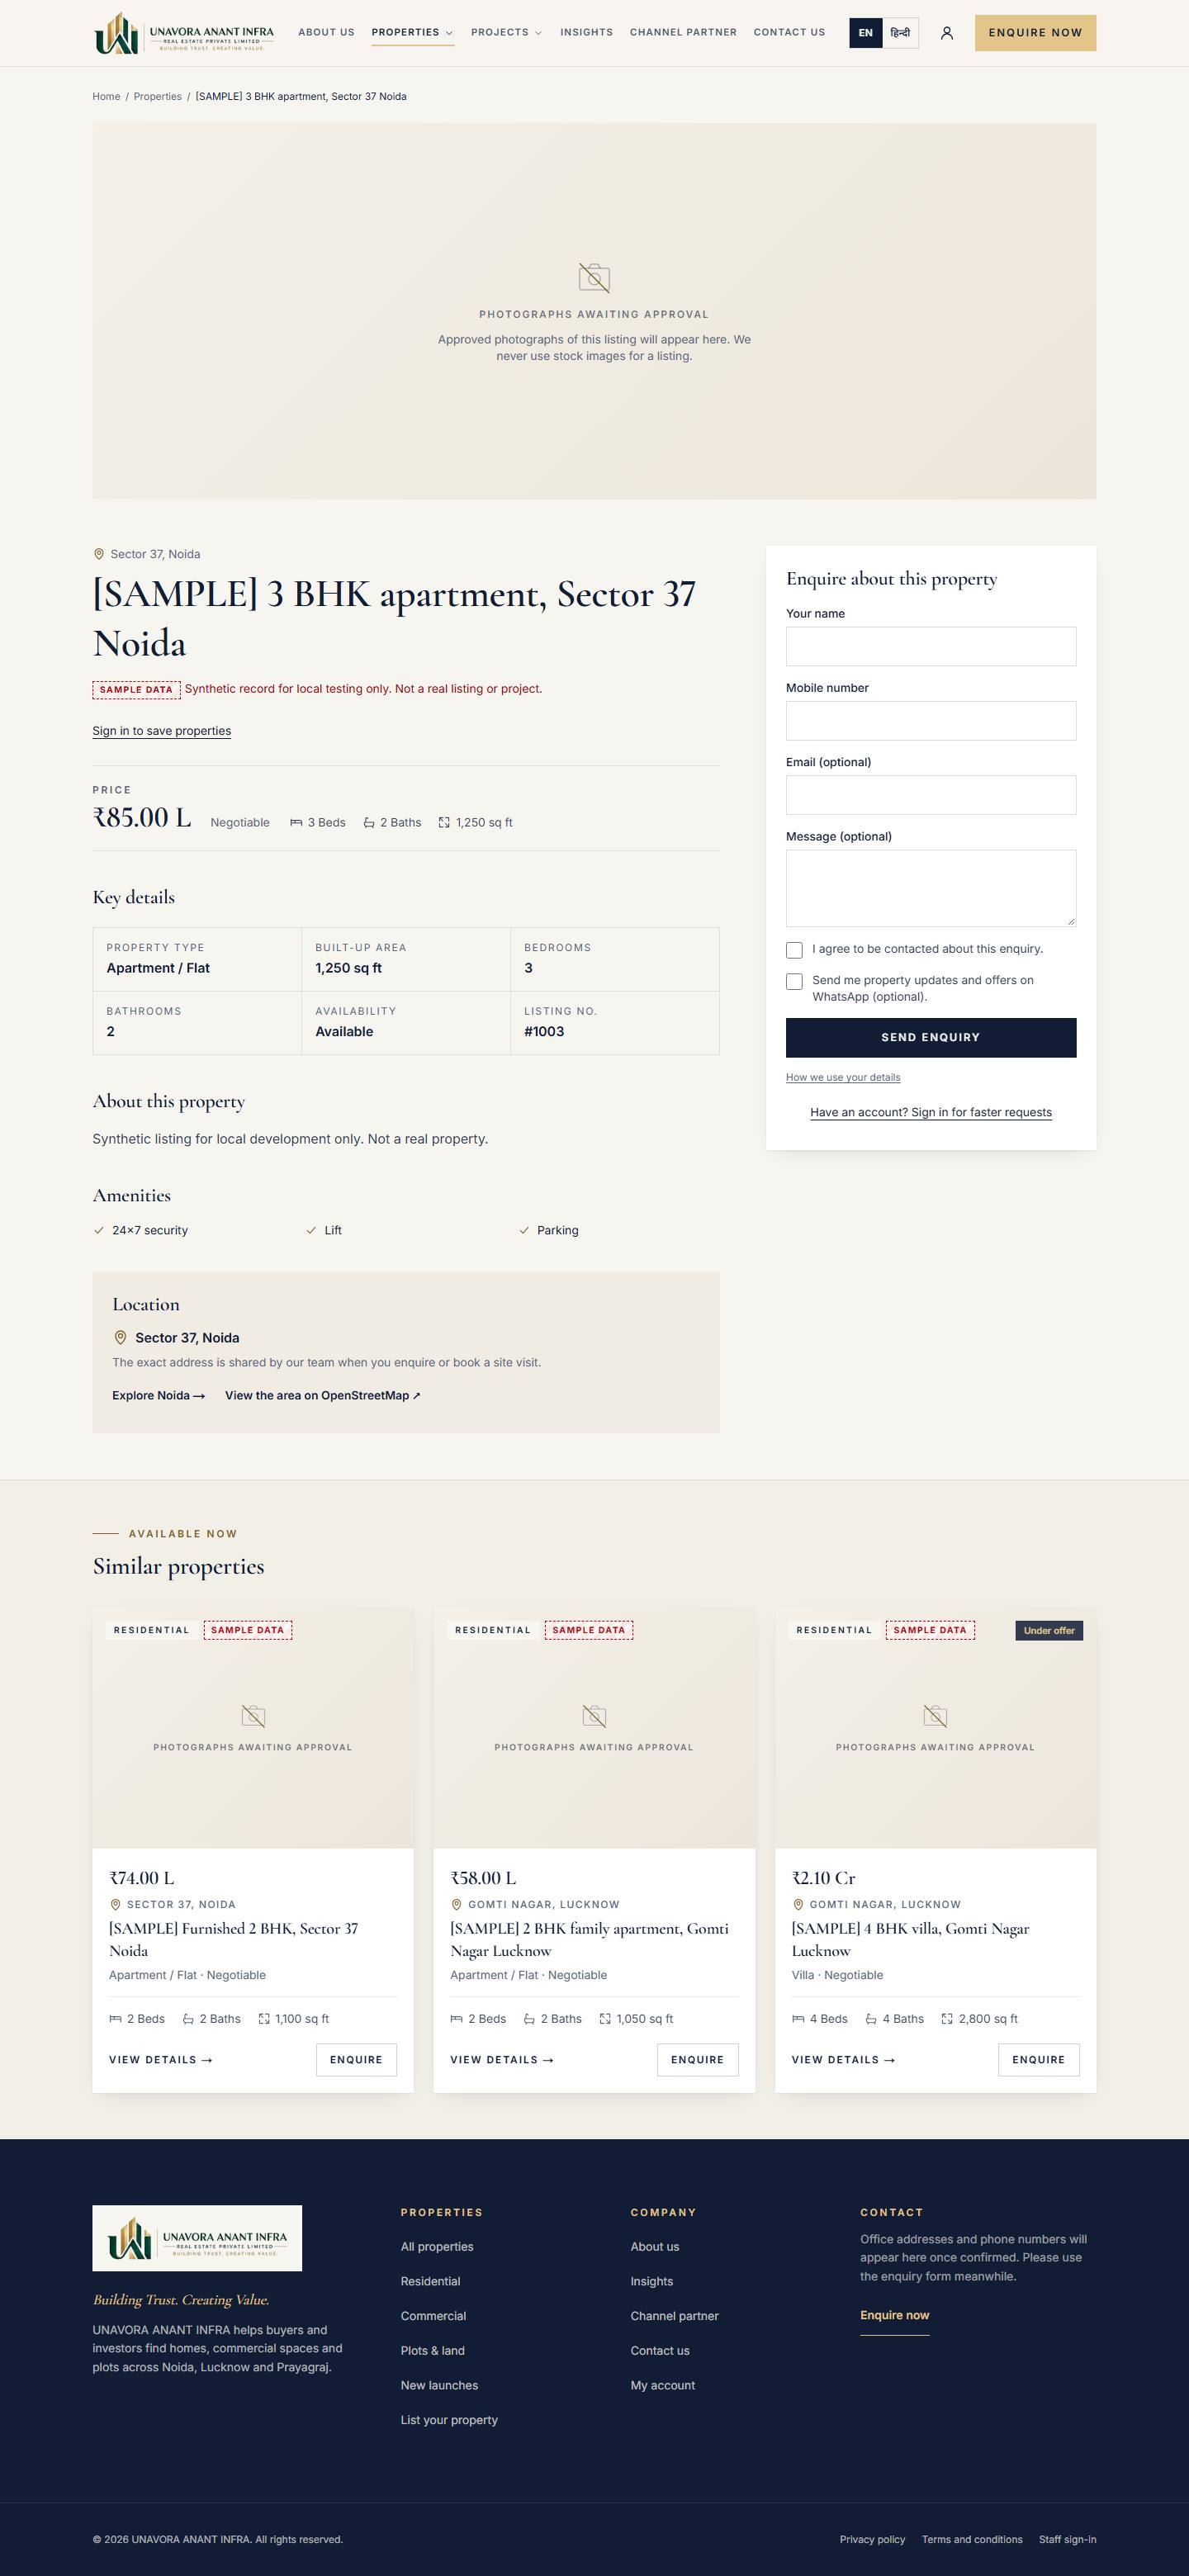 UNAVORA ANANT INFRA
REAL ESTATE PRIVATE LIMITED
BUILDING TRUST. CREATING VALUE.
ABOUT US
PROPERTIES
PROJECTS
INSIGHTS
CHANNEL PARTNER
CONTACT US
EN
हिन्दी
ENQUIRE NOW
Home / Properties / [SAMPLE] 3 BHK apartment, Sector 37 Noida
PHOTOGRAPHS AWAITING APPROVAL
Approved photographs of this listing will appear here. We
never use stock images for a listing.
Sector 37, Noida
[SAMPLE] 3 BHK apartment, Sector 37
Noida
SAMPLE DATA Synthetic record for local testing only. Not a real listing or project.
Sign in to save properties
PRICE
₹85.00 L Negotiable 3 Beds 2 Baths 1,250 sq ft
Key details
PROPERTY TYPE
Apartment / Flat
BUILT-UP AREA
1,250 sq ft
BEDROOMS
3
BATHROOMS
2
AVAILABILITY
Available
LISTING NO.
#1003
About this property
Synthetic listing for local development only. Not a real property.
Amenities
24×7 security
Lift
Parking
Location
Sector 37, Noida
The exact address is shared by our team when you enquire or book a site visit.
Explore Noida → View the area on OpenStreetMap ↗
Enquire about this property
Your name
Mobile number
Email (optional)
Message (optional)
I agree to be contacted about this enquiry.
Send me property updates and offers on
WhatsApp (optional).
SEND ENQUIRY
How we use your details
Have an account? Sign in for faster requests
AVAILABLE NOW
Similar properties
RESIDENTIAL SAMPLE DATA
PHOTOGRAPHS AWAITING APPROVAL
₹74.00 L
SECTOR 37, NOIDA
[SAMPLE] Furnished 2 BHK, Sector 37
Noida
Apartment / Flat · Negotiable
2 Beds 2 Baths 1,100 sq ft
VIEW DETAILS → ENQUIRE
RESIDENTIAL SAMPLE DATA
PHOTOGRAPHS AWAITING APPROVAL
₹58.00 L
GOMTI NAGAR, LUCKNOW
[SAMPLE] 2 BHK family apartment, Gomti
Nagar Lucknow
Apartment / Flat · Negotiable
2 Beds 2 Baths 1,050 sq ft
VIEW DETAILS → ENQUIRE
RESIDENTIAL SAMPLE DATA Under offer
PHOTOGRAPHS AWAITING APPROVAL
₹2.10 Cr
GOMTI NAGAR, LUCKNOW
[SAMPLE] 4 BHK villa, Gomti Nagar
Lucknow
Villa · Negotiable
4 Beds 4 Baths 2,800 sq ft
VIEW DETAILS → ENQUIRE
UNAVORA ANANT INFRA
REAL ESTATE PRIVATE LIMITED
BUILDING TRUST. CREATING VALUE.
Building Trust. Creating Value.
UNAVORA ANANT INFRA helps buyers and
investors find homes, commercial spaces and
plots across Noida, Lucknow and Prayagraj.
PROPERTIES
All properties
Residential
Commercial
Plots & land
New launches
List your property
COMPANY
About us
Insights
Channel partner
Contact us
My account
CONTACT
Office addresses and phone numbers will
appear here once confirmed. Please use
the enquiry form meanwhile.
Enquire now
© 2026 UNAVORA ANANT INFRA. All rights reserved.
Privacy policy Terms and conditions Staff sign-in